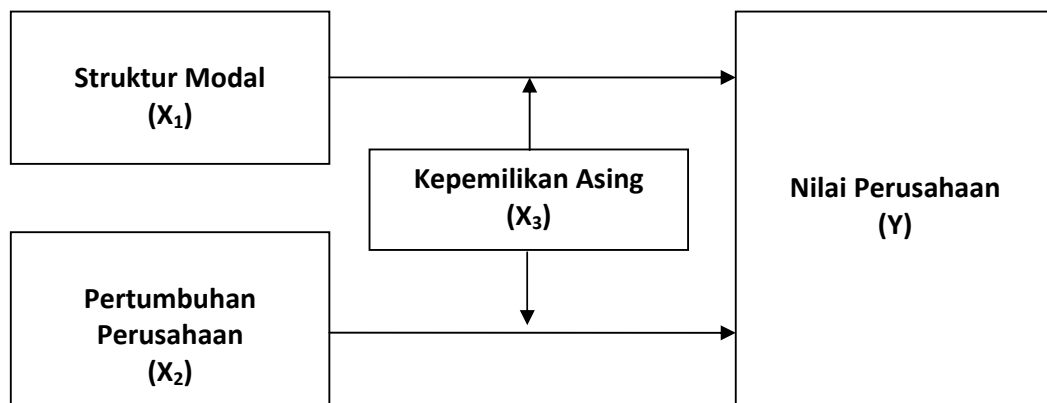 Struktur Modal
(X₁)
Kepemilikan Asing
(X₃)
Nilai Perusahaan
(Y)
Pertumbuhan
Perusahaan
(X₂)